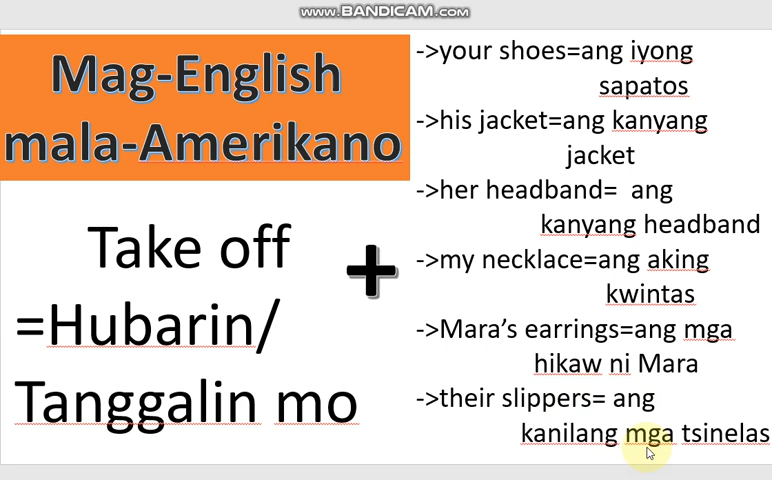 www.BANDICAM.com
Mag-English
mala-Amerikano
Take off
=Hubarin/
Tanggalin mo
+
->your shoes=ang iyong
sapatos
->his jacket=ang kanyang
jacket
->her headband= ang
kanyang headband
->my necklace=ang aking
kwintas
->Mara’s earrings=ang mga
hikaw ni Mara
->their slippers= ang
kanilang mga tsinelas